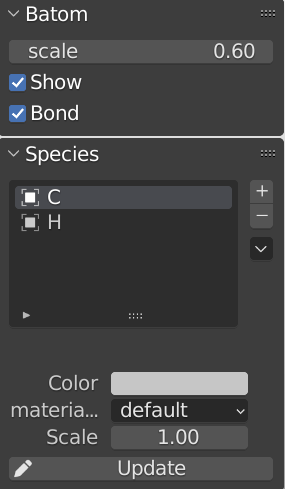 Batom
scale 0.60
Show
Bond
Species
C
H
Color
materia... default
Scale 1.00
Update